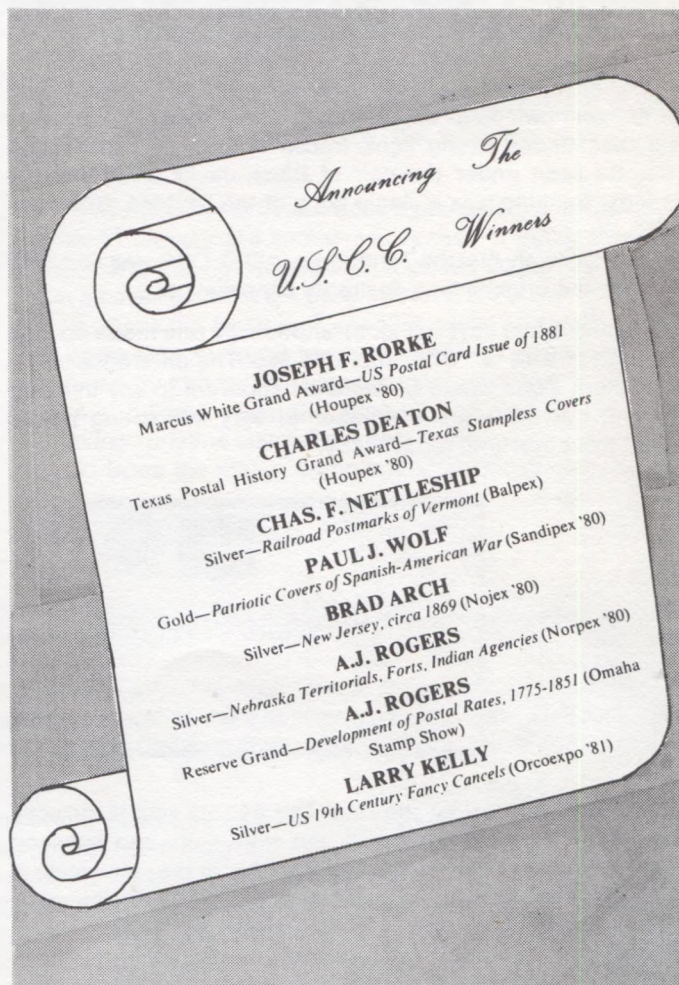 Announcing The
U.S.C.C. Winners
JOSEPH F. RORKE
Marcus White Grand Award—US Postal Card Issue of 1881
(Houpex '80)
CHARLES DEATON
Texas Postal History Grand Award—Texas Stampless Covers
(Houpex '80)
CHAS. F. NETTLESHIP
Silver—Railroad Postmarks of Vermont (Balpex)
PAUL J. WOLF
Gold—Patriotic Covers of Spanish-American War (Sandipex '80)
BRAD ARCH
Silver—New Jersey, circa 1869 (Nojex '80)
A.J. ROGERS
Silver—Nebraska Territorials, Forts, Indian Agencies (Norpex '80)
A.J. ROGERS
Reserve Grand—Development of Postal Rates, 1775-1851 (Omaha
Stamp Show)
LARRY KELLY
Silver—US 19th Century Fancy Cancels (Orcoexpo '81)